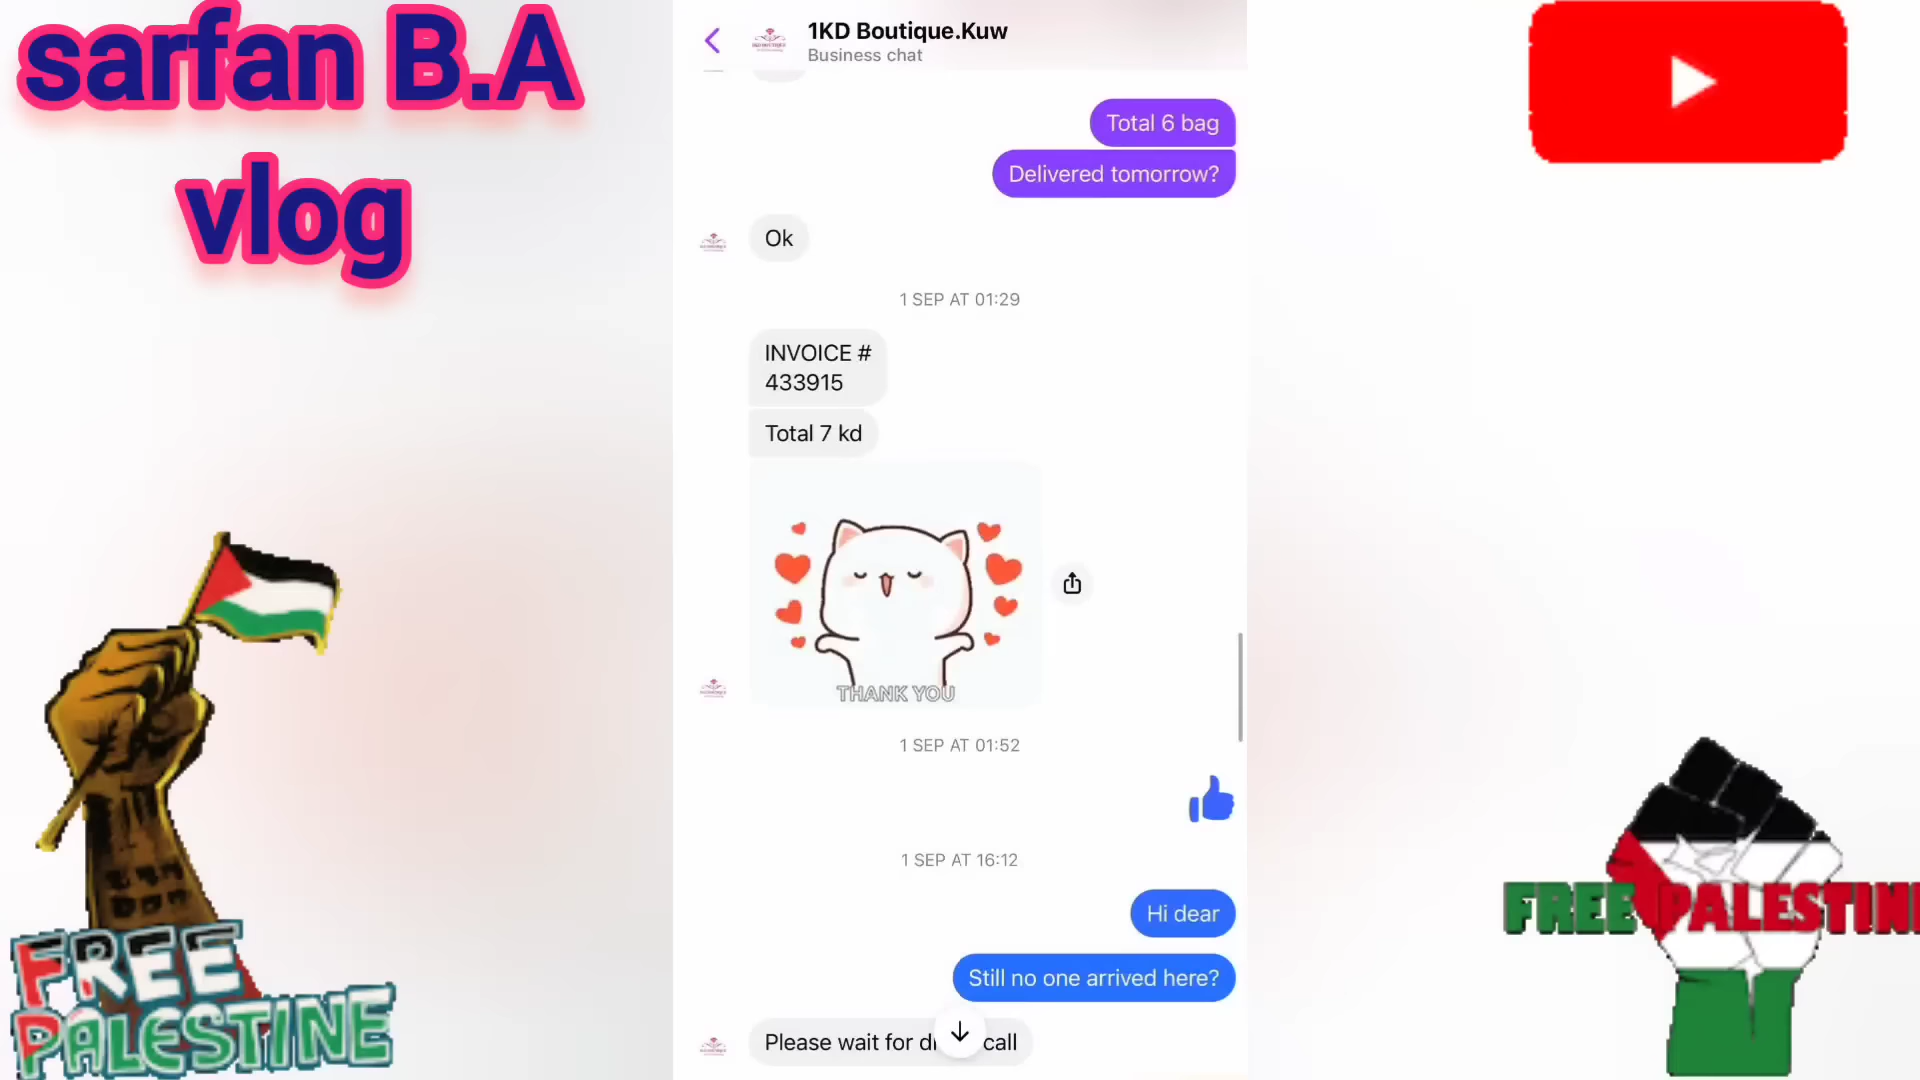 sarfan B.A
vlog
1KD Boutique.Kuw
Business chat
Total 6 bag
Delivered tomorrow?
Ok
1 SEP AT 01:29
INVOICE #
433915
Total 7 kd
THANK YOU
1 SEP AT 01:52
1 SEP AT 16:12
Hi dear
Still no one arrived here?
Please wait for call
FREE
PALESTINE
FREE PALESTIN